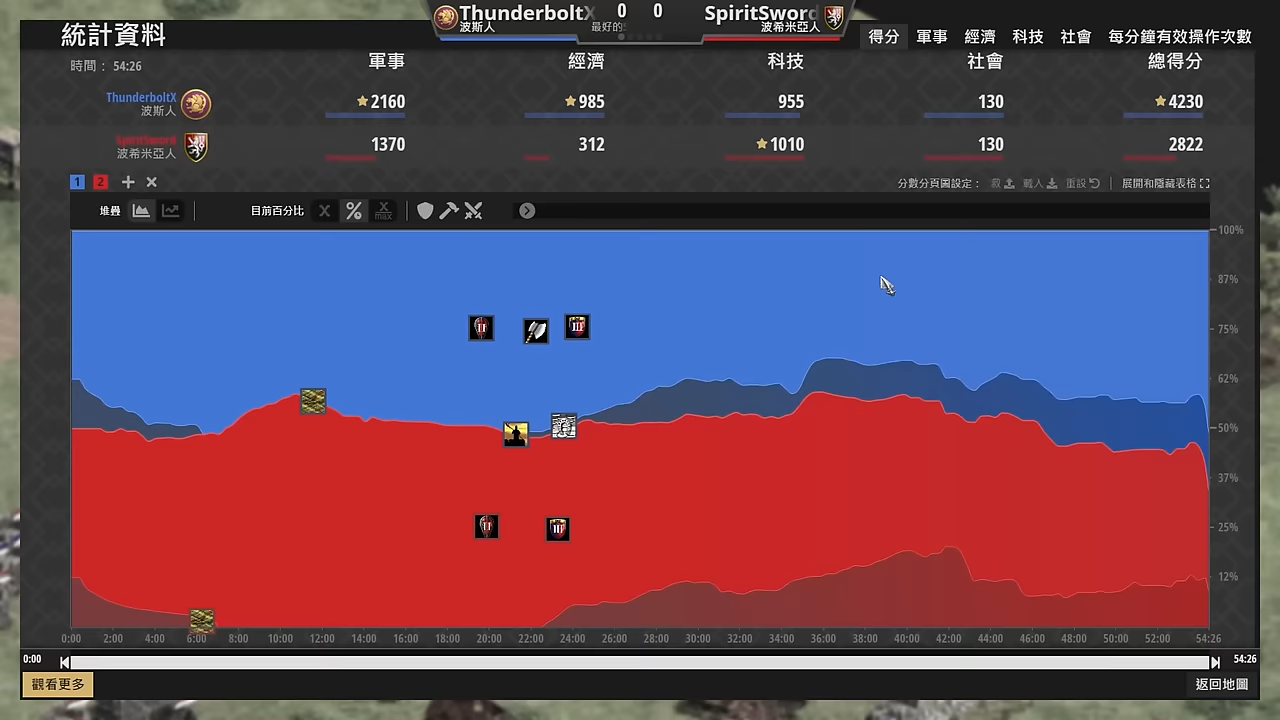 ThunderboltX 0 0 SpiritSword
波斯人 最好的: 波希米亞人
統計資料
得分 軍事 經濟 科技 社會 每分鐘有效操作次數
時間： 54:26 軍事 經濟 科技 社會 總得分
ThunderboltX
波斯人
2160 985 955 130 4230
SpiritSword
波希米亞人
1370 312 1010 130 2822
1 2
分數分頁圖設定： 載入 重設 展開和隱藏表格
堆疊 目前百分比 X % X max
100%
87%
75%
62%
50%
37%
25%
12%
II III
II III
0:00 2:00 4:00 6:00 8:00 10:00 12:00 14:00 16:00 18:00 20:00 22:00 24:00 26:00 28:00 30:00 32:00 34:00 36:00 38:00 40:00 42:00 44:00 46:00 48:00 50:00 52:00 54:26
0:00 54:26
觀看更多 返回地圖